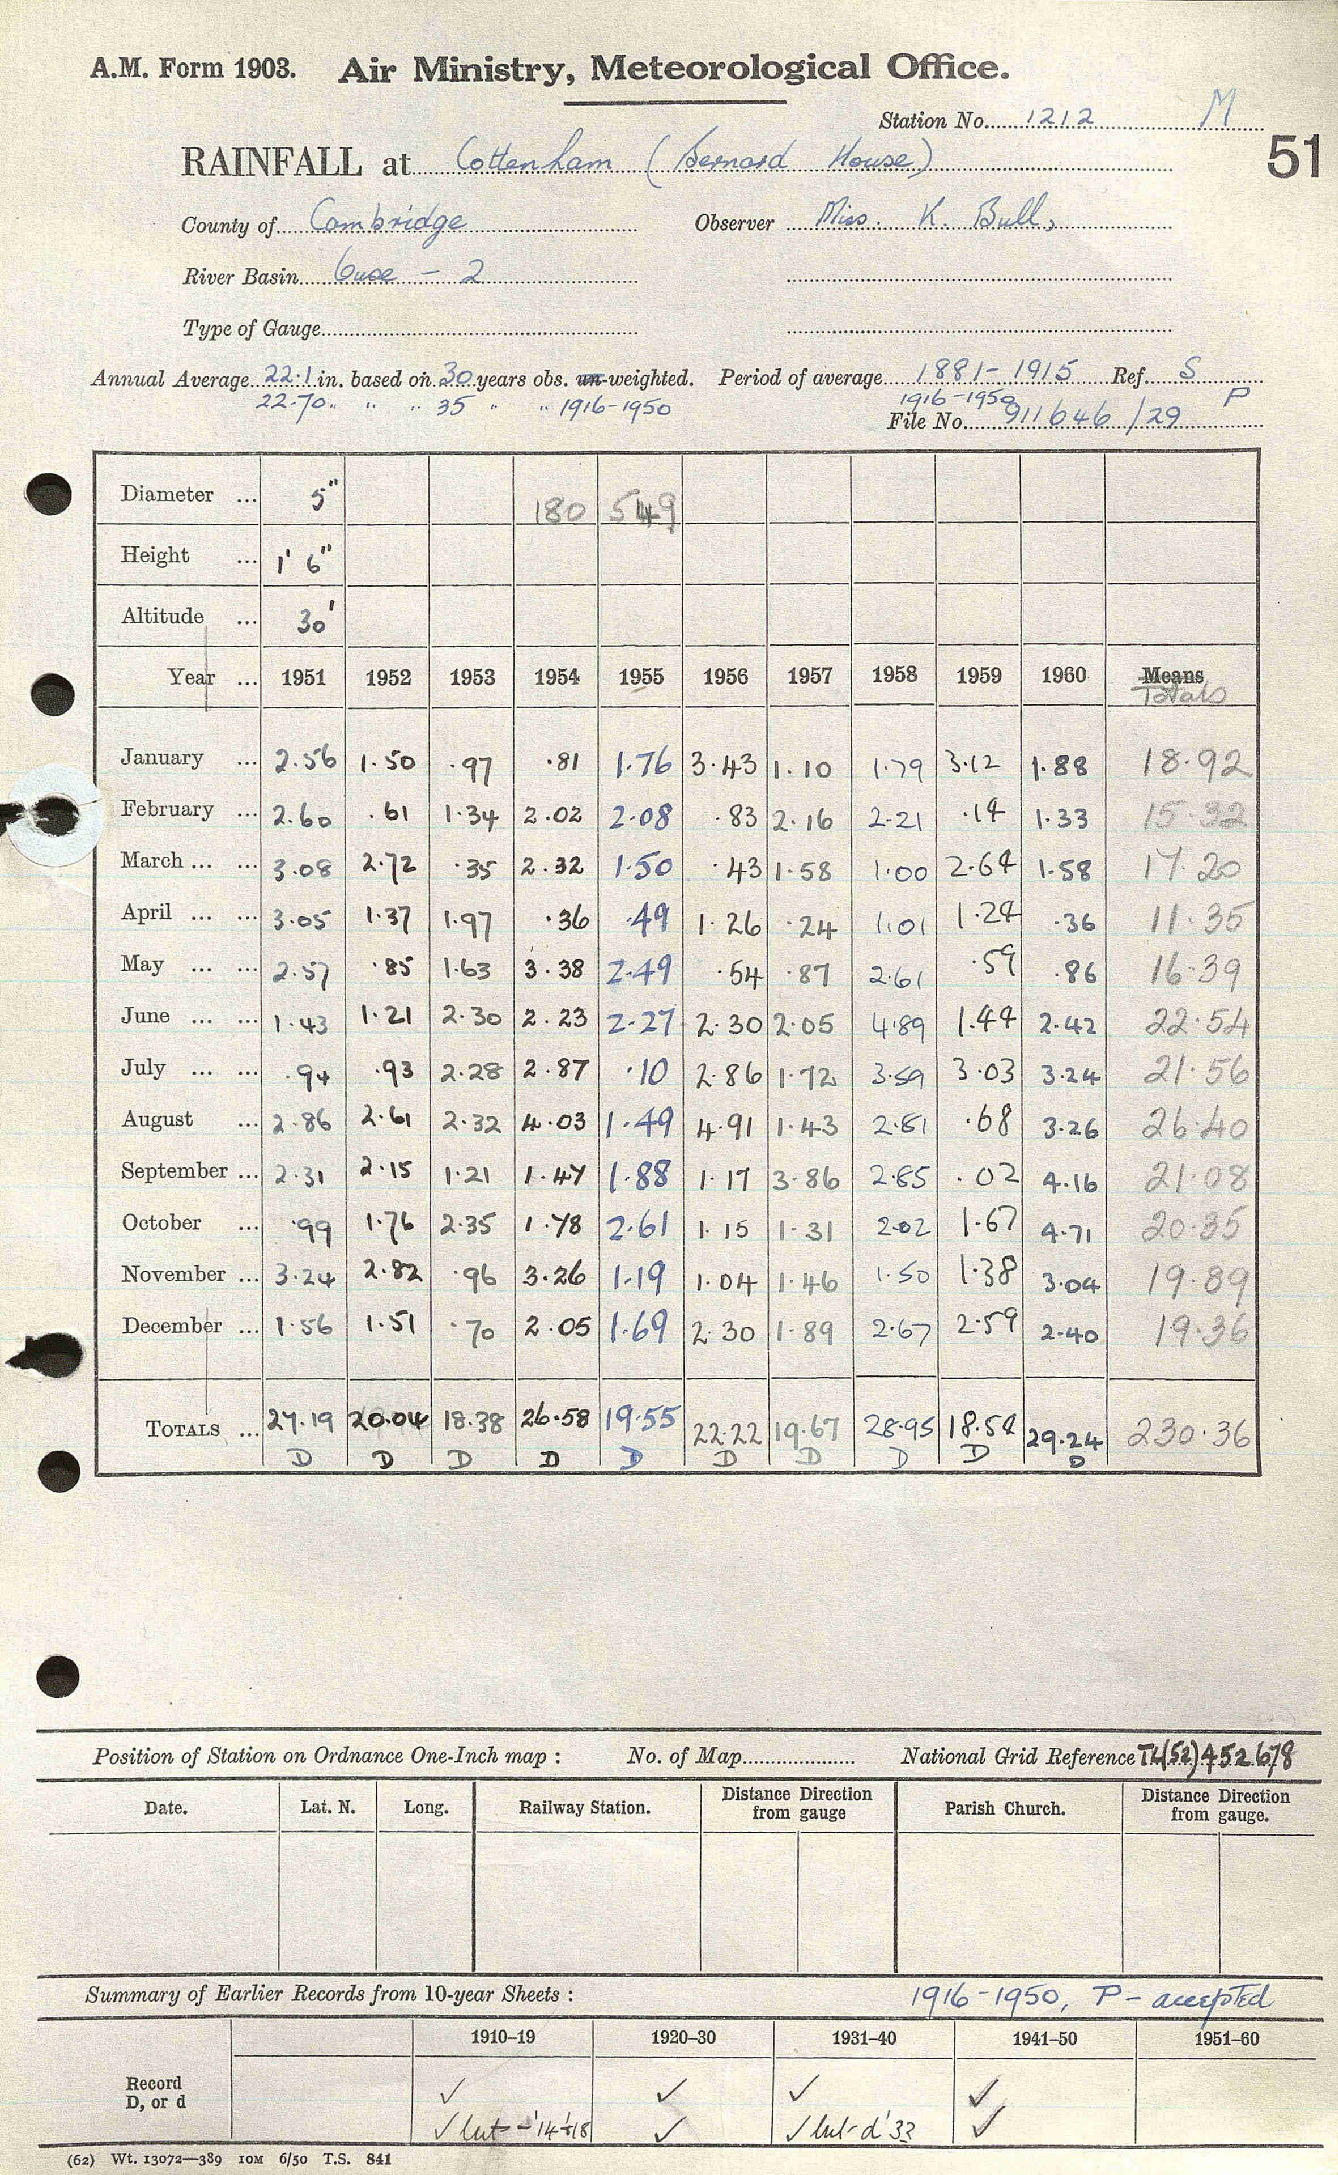 A.M. Form 1903. Air Ministry, Meteorological Office.
Station No. 1212 M
51
RAINFALL at Cottenham (Bernard House)
County of Cambridge Observer Miss. K. Bull,
River Basin Ouse - 2
Type of Gauge
Annual Average 22.1 in. based on 30 years obs. un-weighted. Period of average 1881-1915 Ref. S
22.70 " " " 35 " " 1916-1950 1916-1950 P
File No. 911646/29
Diameter ... 5" 180 549
Height ... 1' 6"
Altitude ... 30'
Year ... 1951 1952 1953 1954 1955 1956 1957 1958 1959 1960 Means Totals
January ... 2.56 1.50 .97 .81 1.76 3.43 1.10 1.79 3.12 1.88 18.92
February ... 2.60 .61 1.34 2.02 2.08 .83 2.16 2.21 .14 1.33 15.32
March ... ... 3.08 2.72 .35 2.32 1.50 .43 1.58 1.00 2.64 1.58 17.20
April ... ... 3.05 1.37 1.97 .36 .49 1.26 .24 1.01 1.24 .36 11.35
May ... ... 2.57 .85 1.63 3.38 2.49 .54 .87 2.61 .59 .86 16.39
June ... ... 1.43 1.21 2.30 2.23 2.27 2.30 2.05 4.89 1.44 2.42 22.54
July ... ... .94 .93 2.28 2.87 .10 2.86 1.72 3.59 3.03 3.24 21.56
August ... 2.86 2.61 2.32 4.03 1.49 4.91 1.43 2.81 .68 3.26 26.40
September ... 2.31 2.15 1.21 1.47 1.88 1.17 3.86 2.85 .02 4.16 21.08
October ... .99 1.76 2.35 1.78 2.61 1.15 1.31 2.02 1.67 4.71 20.35
November ... 3.24 2.82 .96 3.26 1.19 1.04 1.46 1.50 1.38 3.04 19.89
December ... 1.56 1.51 .70 2.05 1.69 2.30 1.89 2.67 2.59 2.40 19.36
TOTALS ... 27.19 20.04 18.38 26.58 19.55 22.22 19.67 28.95 18.54 29.24 230.36
D D D D D D D D D D
Position of Station on Ordnance One-Inch map : No. of Map National Grid Reference TL(52)452678
Date. Lat. N. Long. Railway Station. Distance Direction from gauge Parish Church. Distance Direction from gauge.
Summary of Earlier Records from 10-year Sheets : 1916-1950, P - accepted
1910–19 1920–30 1931–40 1941–50 1951–60
Record ✓ ✓ ✓ ✓
D, or d ✓ but -'14-'18 ✓ ✓ but d '33 ✓
(62) Wt. 13072—389 10M 6/50 T.S. 841